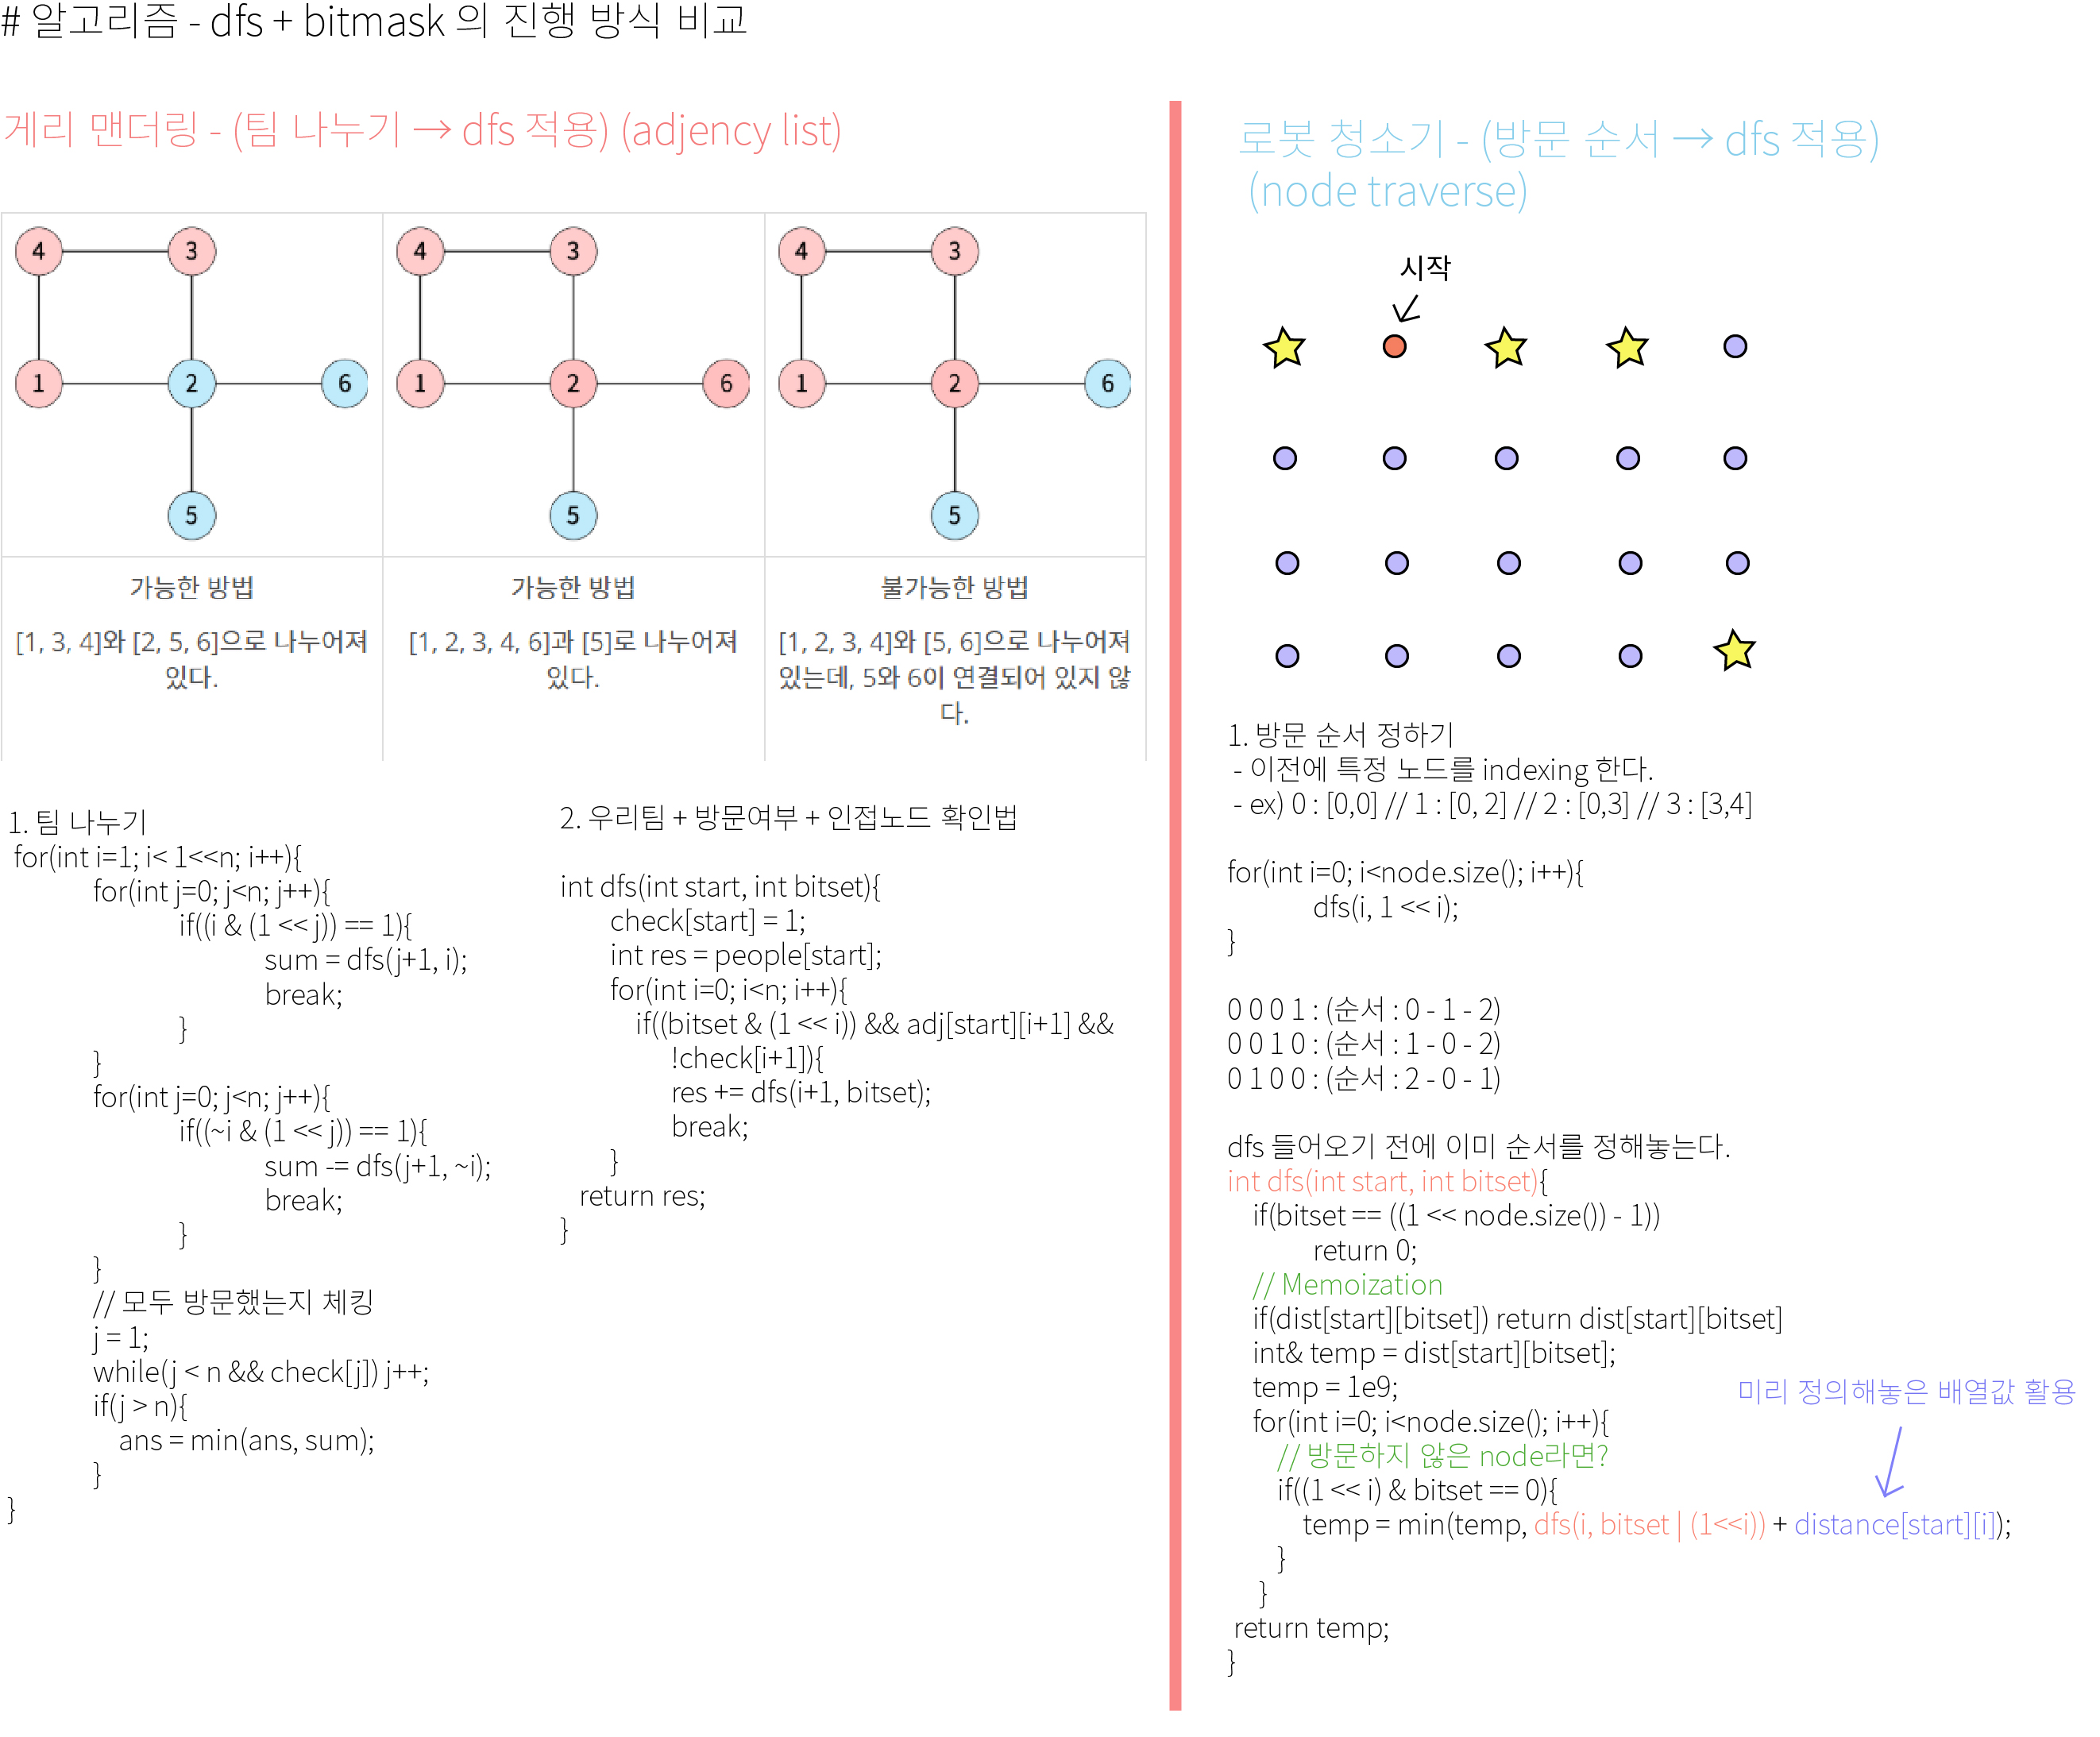 # 알고리즘 - dfs + bitmask 의 진행 방식 비교
게리 맨더링 - (팀 나누기 → dfs 적용) (adjency list)
4
3
1
2
6
5
4
3
1
2
6
5
4
3
1
2
6
5
가능한 방법
[1, 3, 4]와 [2, 5, 6]으로 나누어져
있다.
가능한 방법
[1, 2, 3, 4, 6]과 [5]로 나누어져
있다.
불가능한 방법
[1, 2, 3, 4]와 [5, 6]으로 나누어져
있는데, 5와 6이 연결되어 있지 않
다.
1. 팀 나누기
for(int i=1; i< 1<<n; i++){
for(int j=0; j<n; j++){
if((i & (1 << j)) == 1){
sum = dfs(j+1, i);
break;
}
}
for(int j=0; j<n; j++){
if((~i & (1 << j)) == 1){
sum -= dfs(j+1, ~i);
break;
}
}
// 모두 방문했는지 체킹
j = 1;
while(j < n && check[j]) j++;
if(j > n){
ans = min(ans, sum);
}
}
2. 우리팀 + 방문여부 + 인접노드 확인법
int dfs(int start, int bitset){
check[start] = 1;
int res = people[start];
for(int i=0; i<n; i++){
if((bitset & (1 << i)) && adj[start][i+1] &&
!check[i+1]){
res += dfs(i+1, bitset);
break;
}
return res;
}
로봇 청소기 - (방문 순서 → dfs 적용)
(node traverse)
시작
1. 방문 순서 정하기
- 이전에 특정 노드를 indexing 한다.
- ex) 0 : [0,0] // 1 : [0, 2] // 2 : [0,3] // 3 : [3,4]
for(int i=0; i<node.size(); i++){
dfs(i, 1 << i);
}
0 0 0 1 : (순서 : 0 - 1 - 2)
0 0 1 0 : (순서 : 1 - 0 - 2)
0 1 0 0 : (순서 : 2 - 0 - 1)
dfs 들어오기 전에 이미 순서를 정해놓는다.
int dfs(int start, int bitset){
if(bitset == ((1 << node.size()) - 1))
return 0;
// Memoization
if(dist[start][bitset]) return dist[start][bitset]
int& temp = dist[start][bitset];
temp = 1e9;
미리 정의해놓은 배열값 활용
for(int i=0; i<node.size(); i++){
// 방문하지 않은 node라면?
if((1 << i) & bitset == 0){
temp = min(temp, dfs(i, bitset | (1<<i)) + distance[start][i]);
}
}
return temp;
}